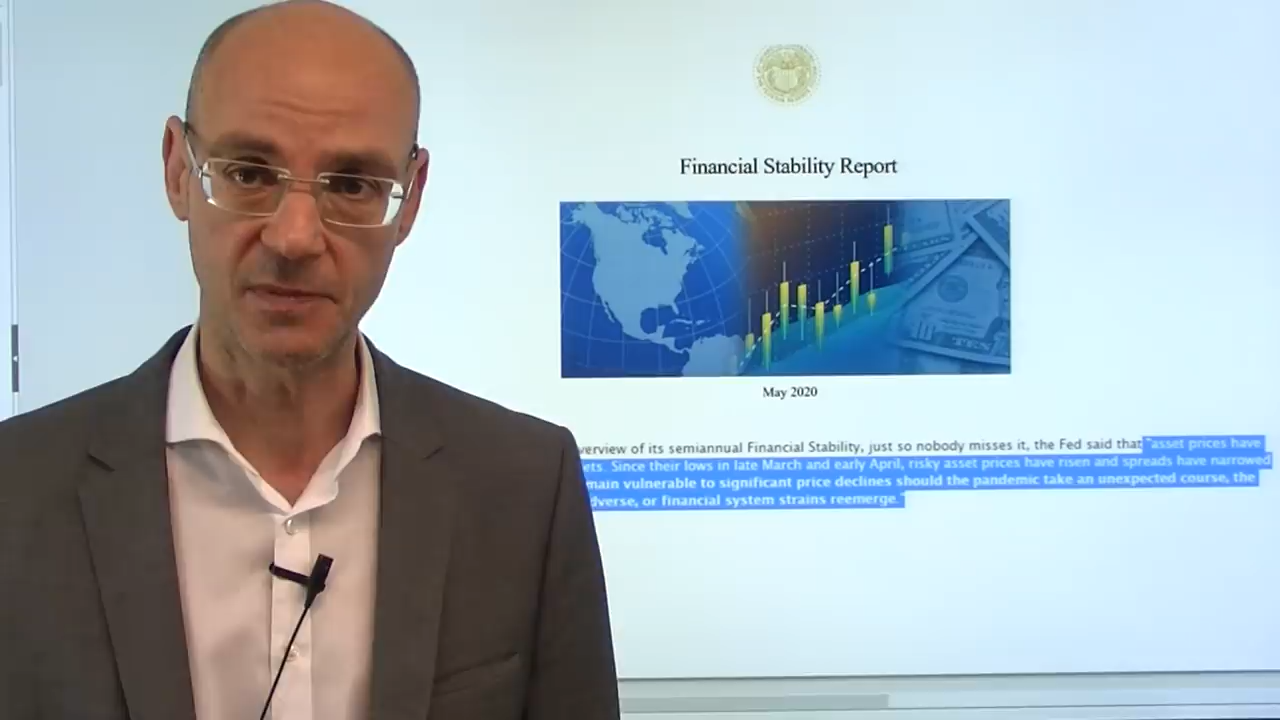 Financial Stability Report
May 2020
verview of its semiannual Financial Stability, just so nobody misses it, the Fed said that "asset prices have
ets. Since their lows in late March and early April, risky asset prices have risen and spreads have narrowed
main vulnerable to significant price declines should the pandemic take an unexpected course, the
dverse, or financial system strains reemerge."